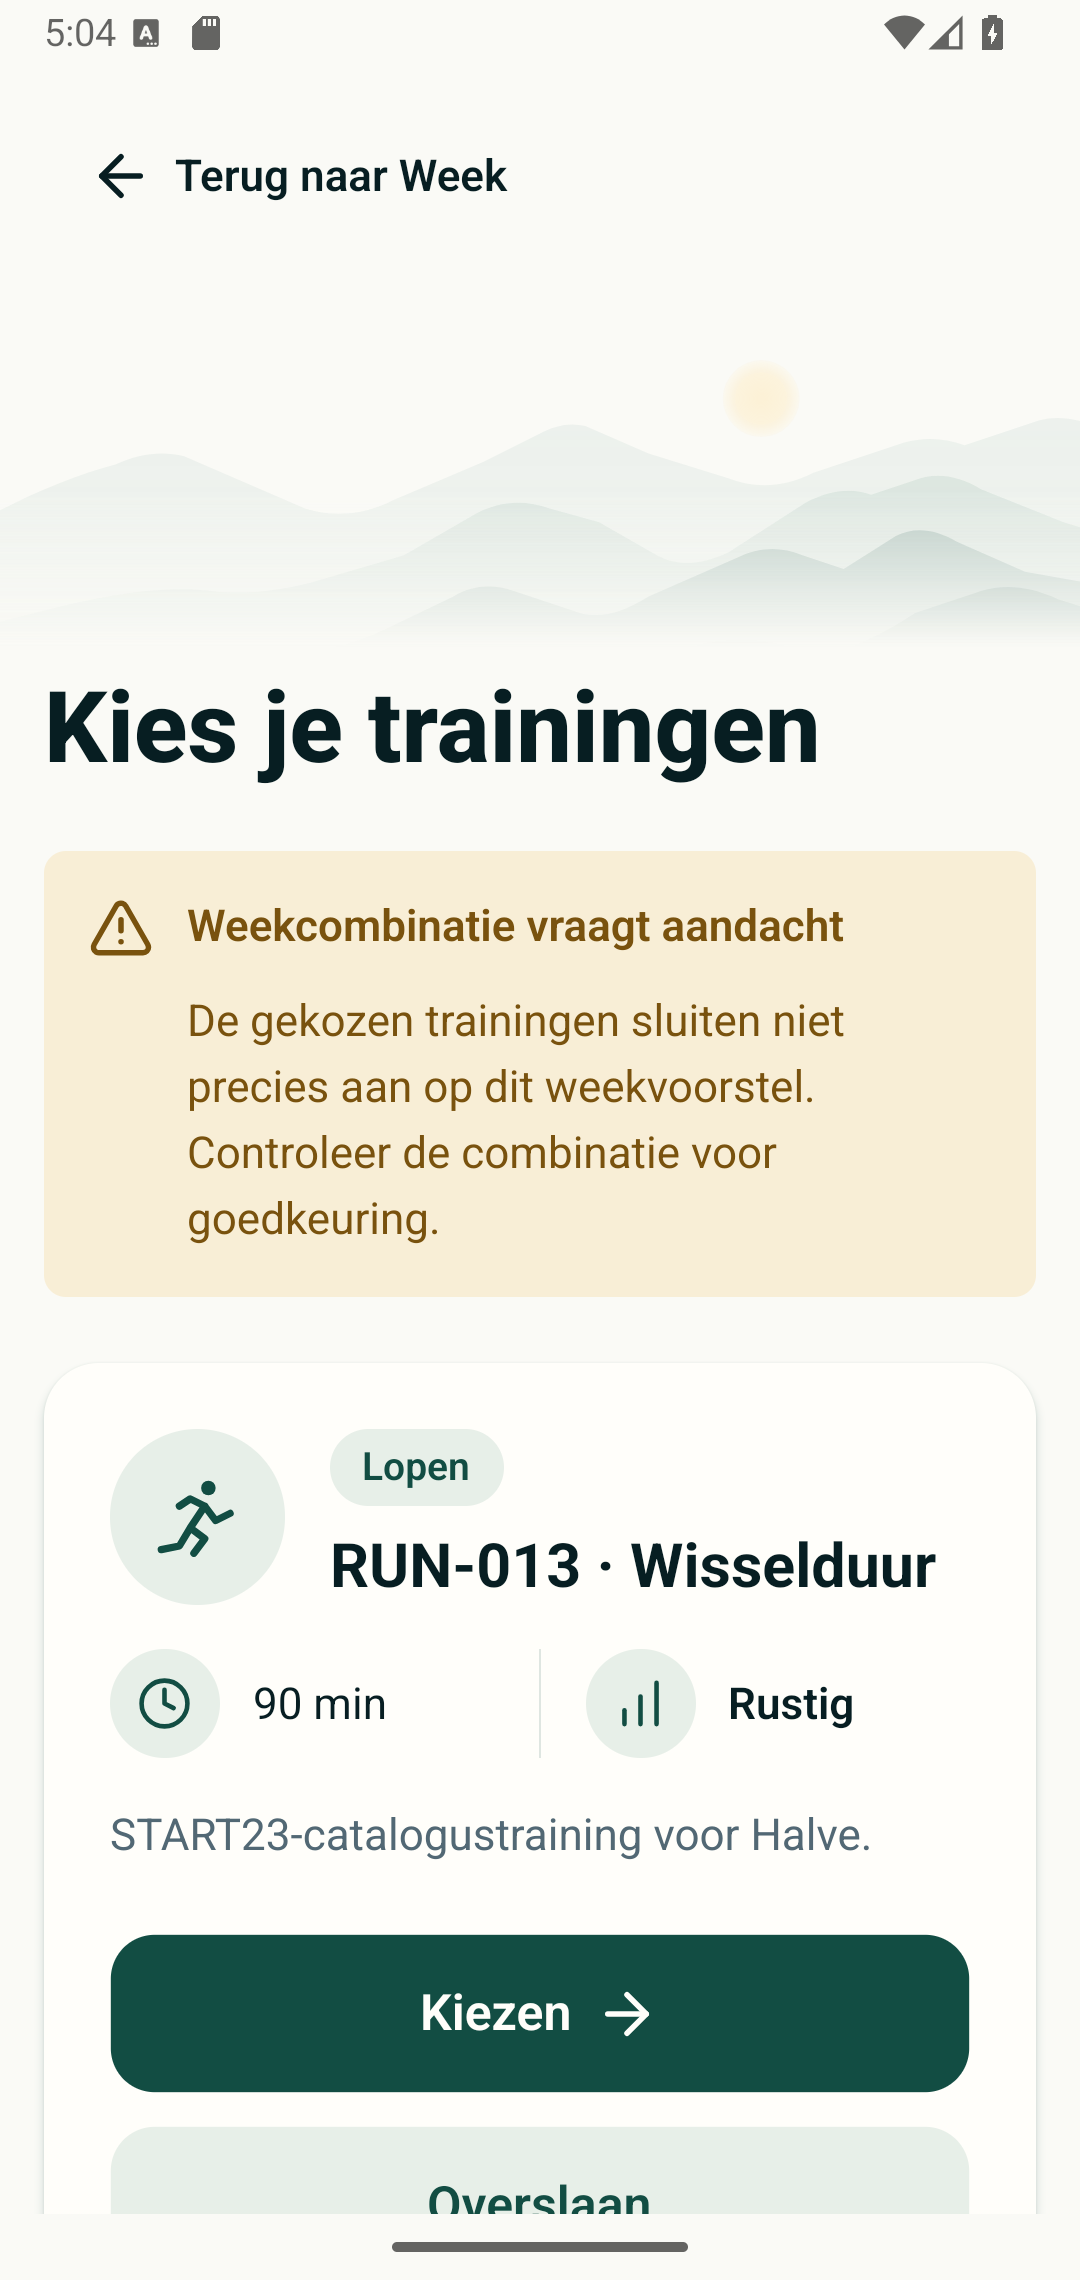 5:04
Terug naar Week
Kies je trainingen
Weekcombinatie vraagt aandacht
De gekozen trainingen sluiten niet
precies aan op dit weekvoorstel.
Controleer de combinatie voor
goedkeuring.
Lopen
RUN-013 · Wisselduur
90 min
Rustig
START23-catalogustraining voor Halve.
Kiezen
Overslaan